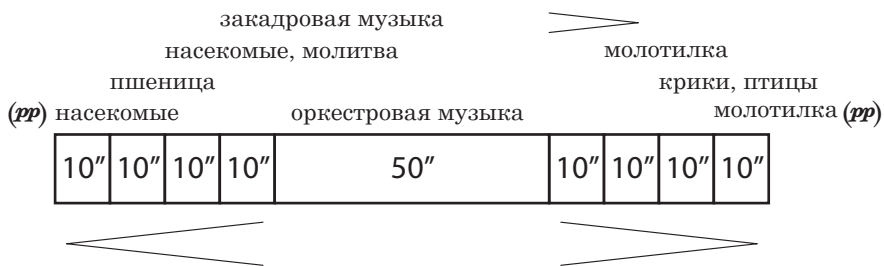 закадровая музыка
насекомые, молитва
молотилка
пшеница
крики, птицы
(pp) насекомые
оркестровая музыка
молотилка (pp)
10″ 10″ 10″ 10″ 50″ 10″ 10″ 10″ 10″